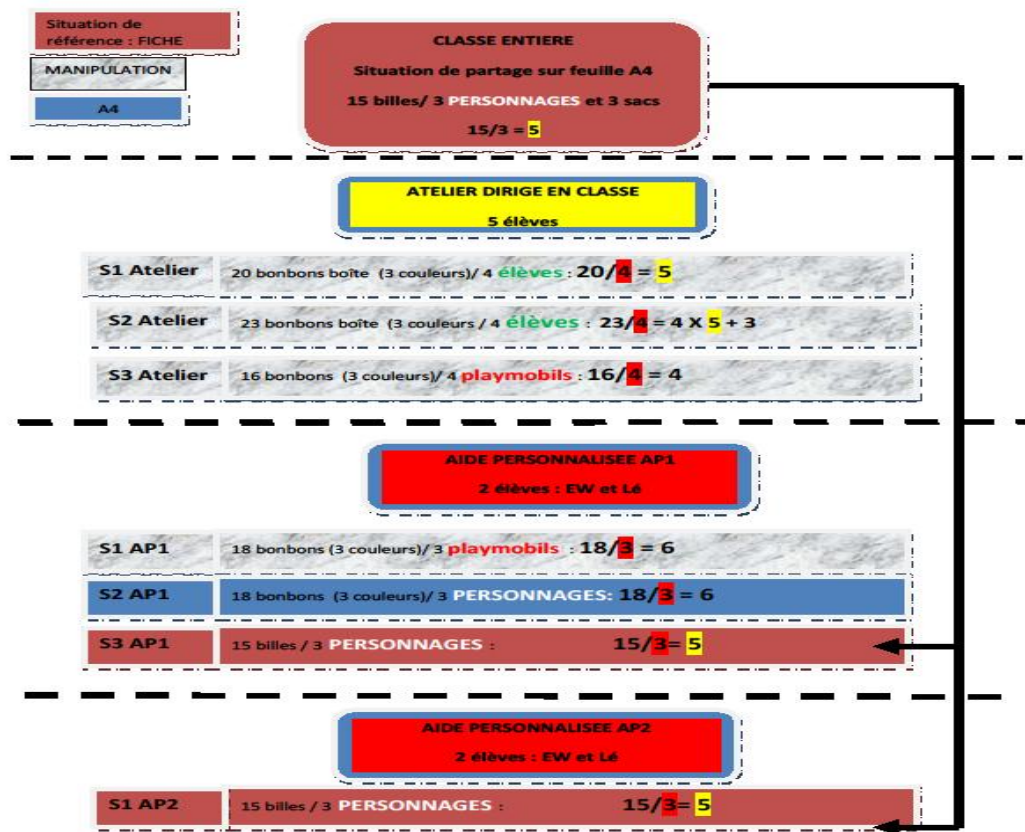 Situation de
référence : FICHE
MANIPULATION
A4
CLASSE ENTIERE
Situation de partage sur feuille A4
15 billes/ 3 PERSONNAGES et 3 sacs
15/3 = 5
ATELIER DIRIGE EN CLASSE
5 élèves
S1 Atelier 20 bonbons boîte (3 couleurs)/ 4 élèves : 20/4 = 5
S2 Atelier 23 bonbons boîte (3 couleurs / 4 élèves : 23/4 = 4 X 5 + 3
S3 Atelier 16 bonbons (3 couleurs)/ 4 playmobils : 16/4 = 4
AIDE PERSONNALISEE AP1
2 élèves : EW et Lé
S1 AP1 18 bonbons (3 couleurs)/ 3 playmobils : 18/3 = 6
S2 AP1 18 bonbons (3 couleurs)/ 3 PERSONNAGES: 18/3 = 6
S3 AP1 15 billes / 3 PERSONNAGES : 15/3= 5
AIDE PERSONNALISEE AP2
2 élèves : EW et Lé
S1 AP2 15 billes / 3 PERSONNAGES : 15/3= 5